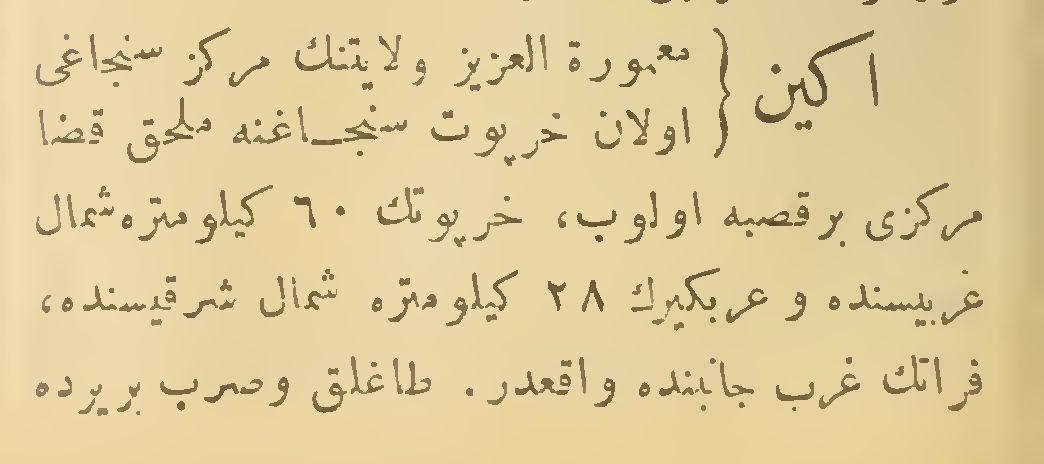 اكين { معمورة العزيز ولايتنك مركز سنجاغى
اولان خرپوت سنجـاغنه ملحق قضا
مركزى برقصبه اولوب، خرپوتك ٦٠ كيلومتره شمال
غربيسنده و عربكيرك ٢٨ كيلومتره شمال شرقيسنده،
فراتك غرب جانبنده واقعدر. طاغلق وصرب بريرده